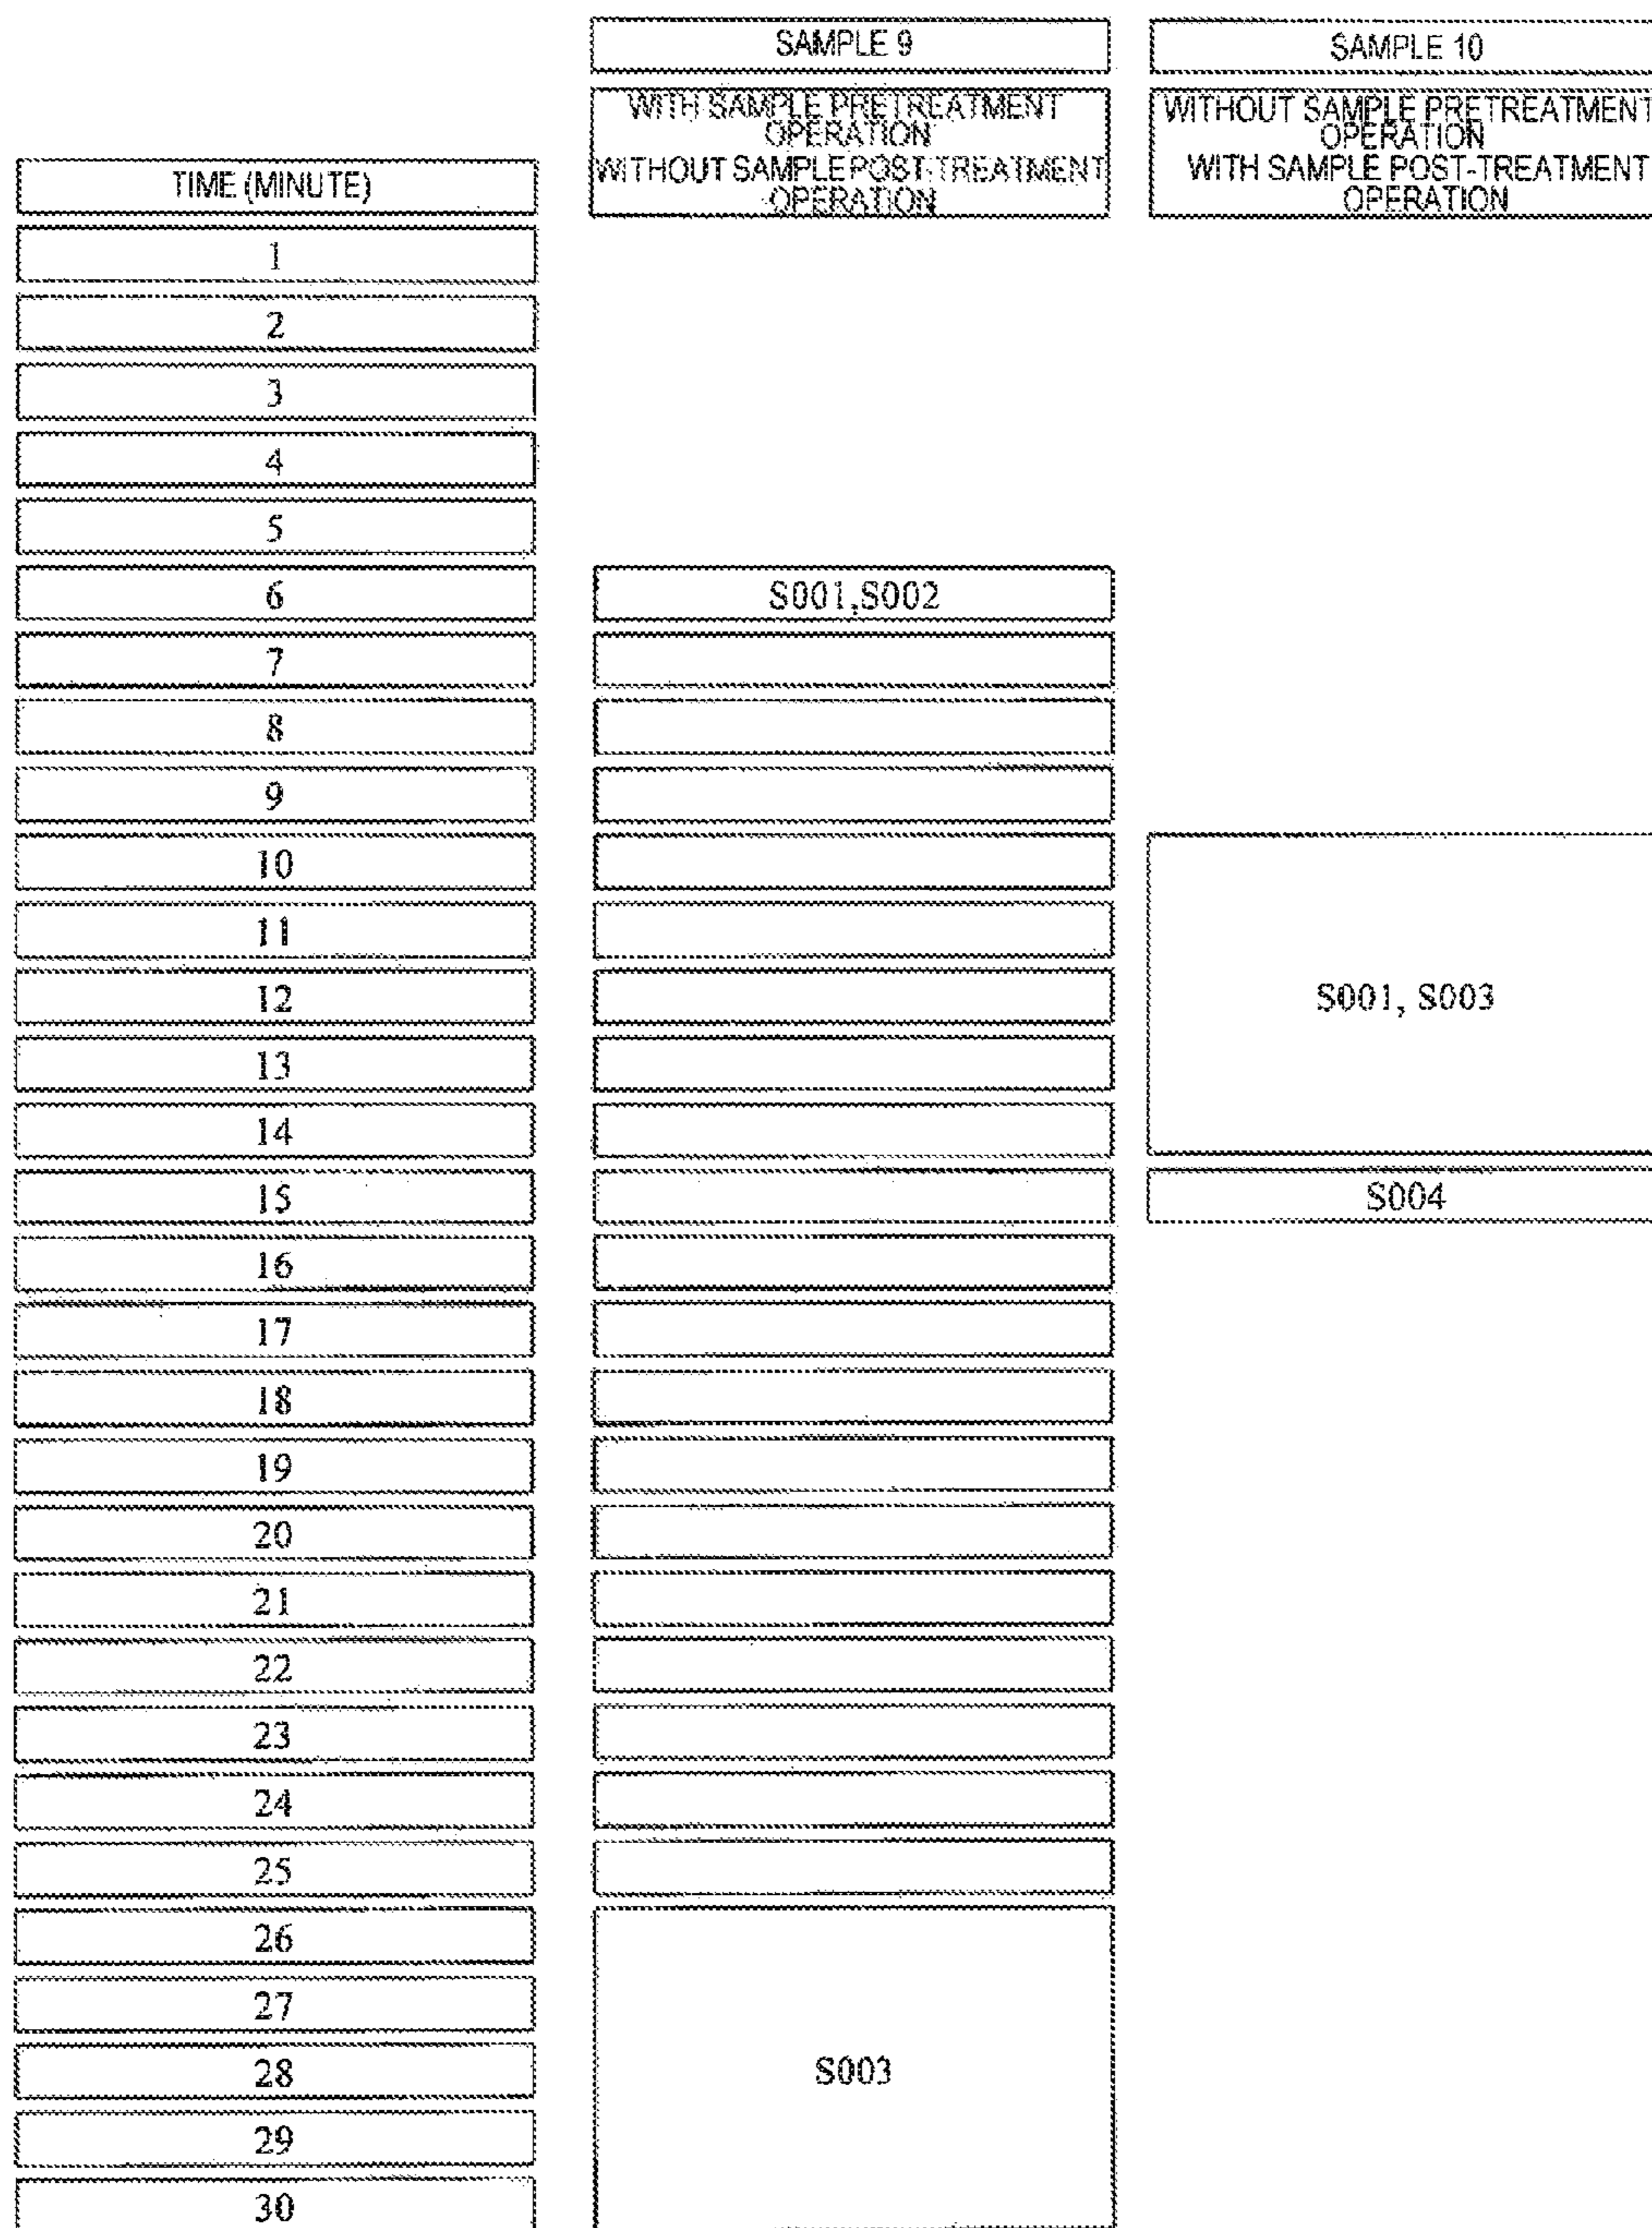 SAMPLE 9
SAMPLE 10
WITH SAMPLE PRETREATMENT
OPERATION
WITHOUT SAMPLE POST-TREATMENT
OPERATION
WITHOUT SAMPLE PRETREATMENT
OPERATION
WITH SAMPLE POST-TREATMENT
OPERATION
TIME (MINUTE)
1
2
3
4
5
6
S001,S002
7
8
9
10
11
12
S001, S003
13
14
15
S004
16
17
18
19
20
21
22
23
24
25
26
27
28
S003
29
30